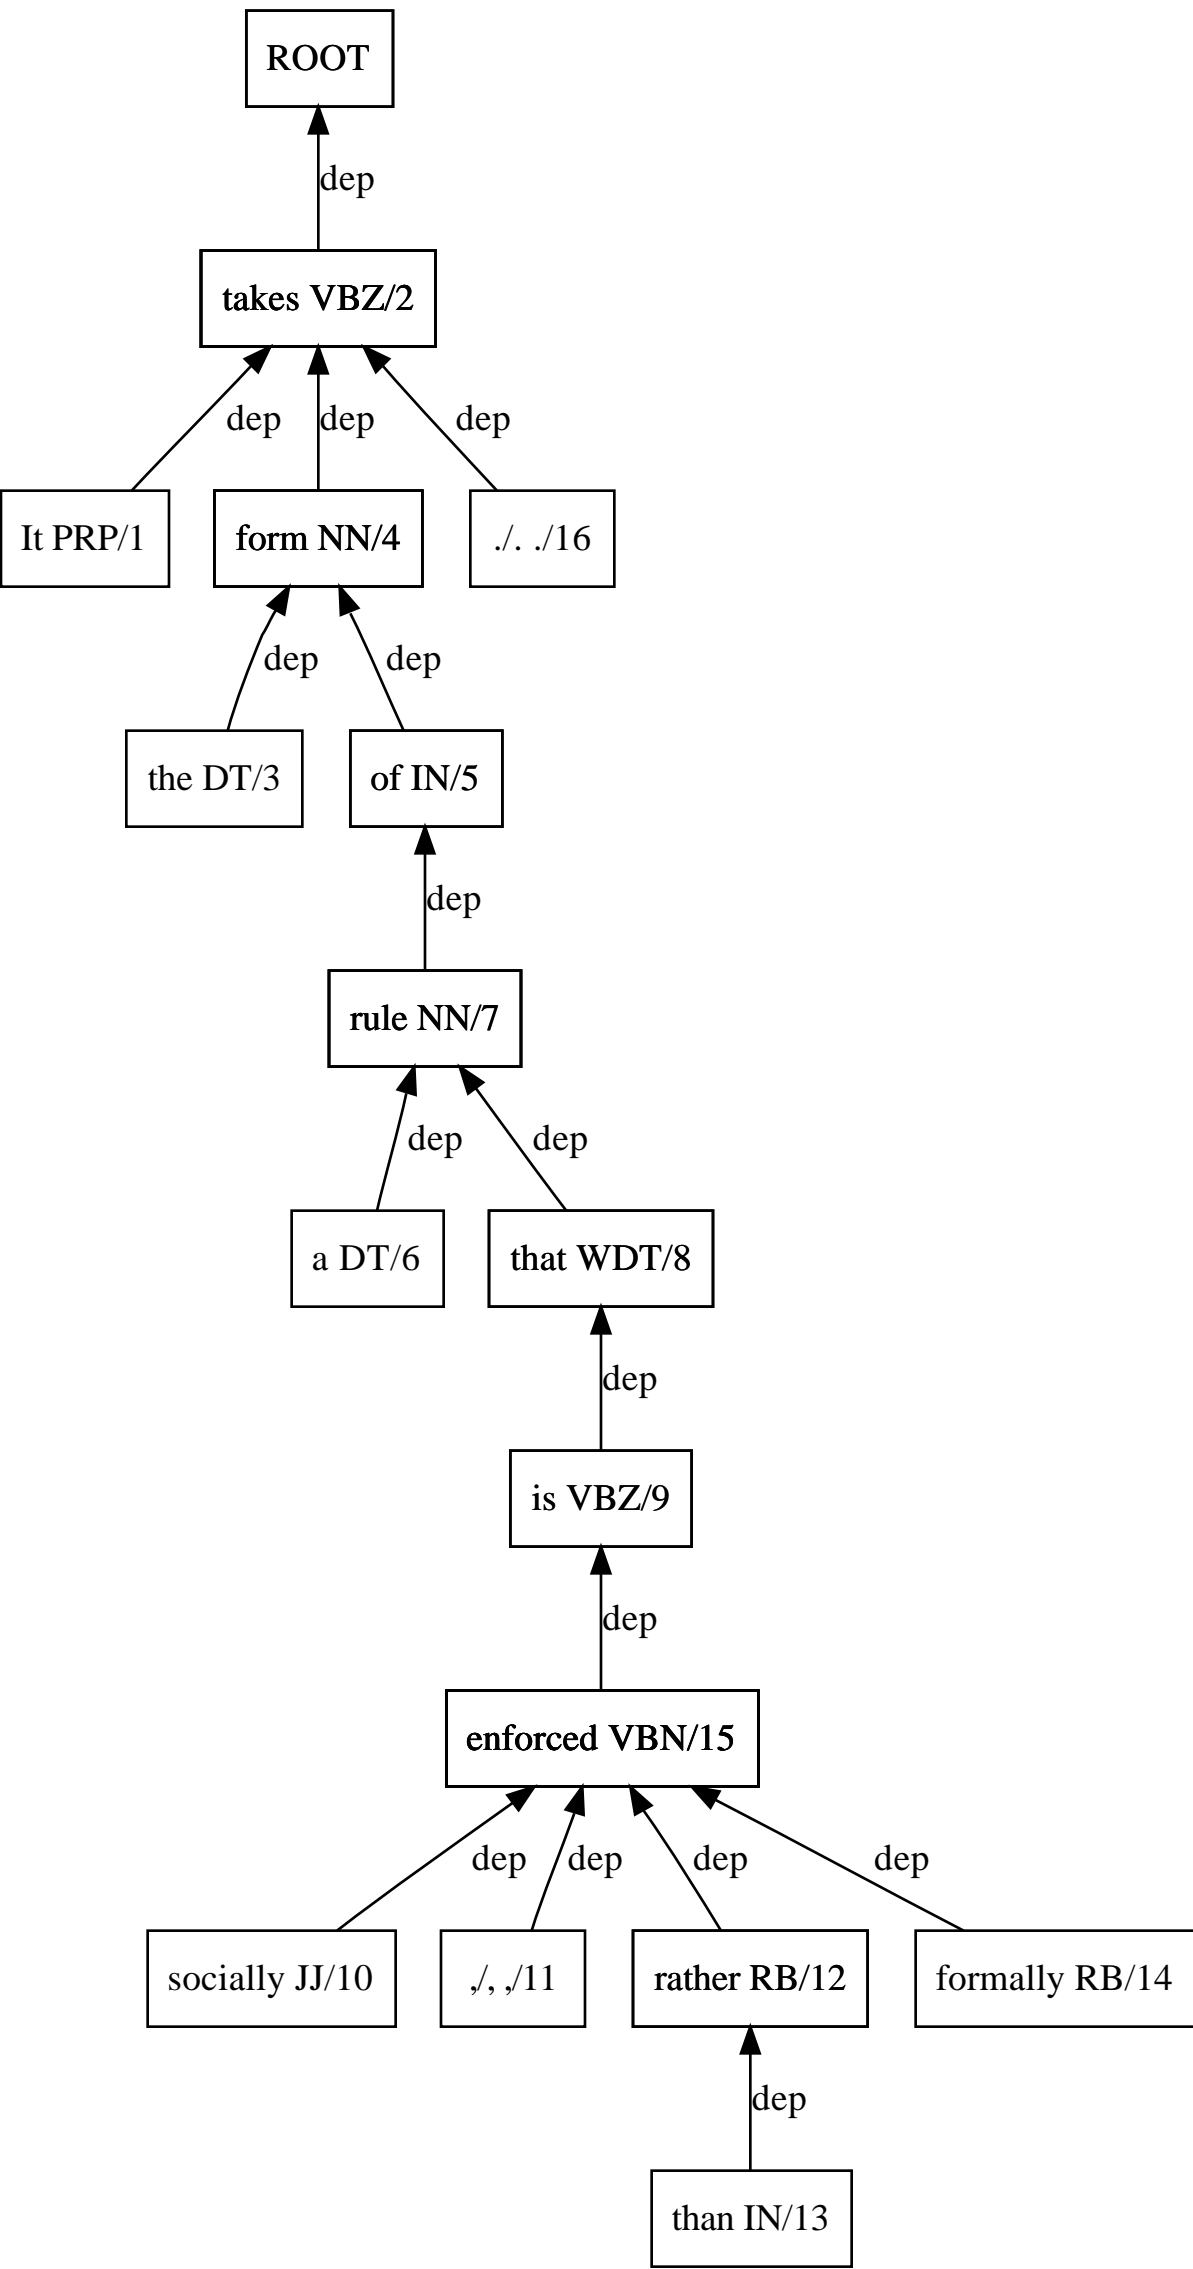 ROOT
dep
takes VBZ/2
dep
dep
dep
It PRP/1
form NN/4
./. ./16
dep
dep
the DT/3
of IN/5
dep
rule NN/7
dep
dep
a DT/6
that WDT/8
dep
is VBZ/9
dep
enforced VBN/15
dep
dep
dep
dep
socially JJ/10
,/, ,/11
rather RB/12
formally RB/14
dep
than IN/13